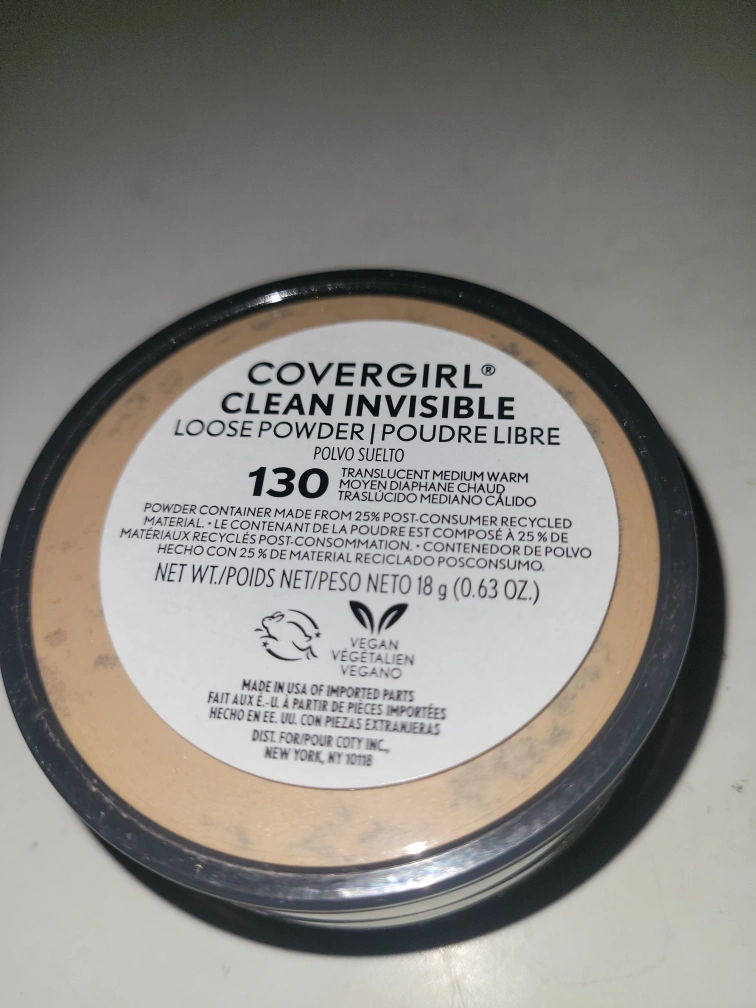 COVERGIRL®
CLEAN INVISIBLE
LOOSE POWDER | POUDRE LIBRE
POLVO SUELTO
130 TRANSLUCENT MEDIUM WARM
MOYEN DIAPHANE CHAUD
TRASLÚCIDO MEDIANO CÁLIDO
POWDER CONTAINER MADE FROM 25% POST-CONSUMER RECYCLED
MATERIAL. • LE CONTENANT DE LA POUDRE EST COMPOSÉ À 25 % DE
MATÉRIAUX RECYCLÉS POST-CONSOMMATION. • CONTENEDOR DE POLVO
HECHO CON 25 % DE MATERIAL RECICLADO POSCONSUMO.
NET WT./POIDS NET/PESO NETO 18 g (0.63 OZ.)
VEGAN
VÉGÉTALIEN
VEGANO
MADE IN USA OF IMPORTED PARTS
FAIT AUX É.-U. À PARTIR DE PIÈCES IMPORTÉES
HECHO EN EE. UU. CON PIEZAS EXTRANJERAS
DIST. FOR/POUR COTY INC.,
NEW YORK, NY 10118